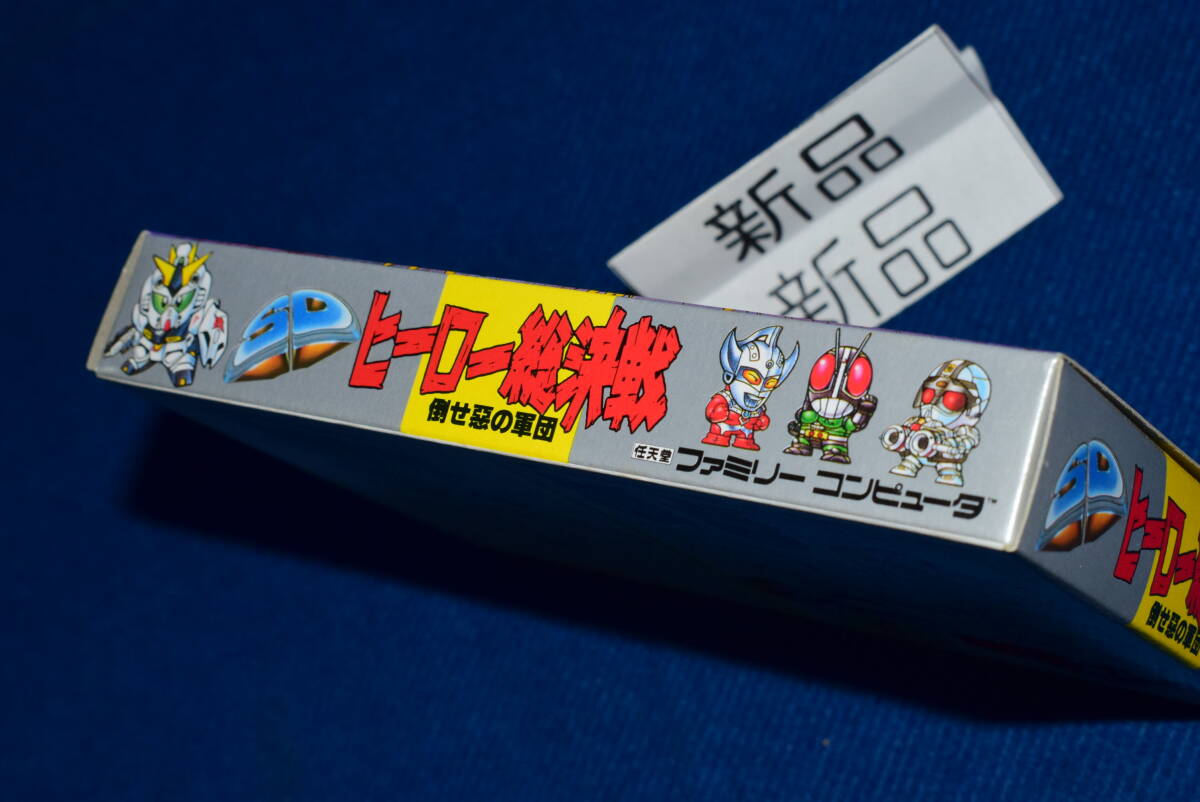 新品
新品
SD ヒーロー総決戦
倒せ悪の軍団
任天堂 ファミリー コンピュータ™
SD ヒーロー
倒せ悪の軍団